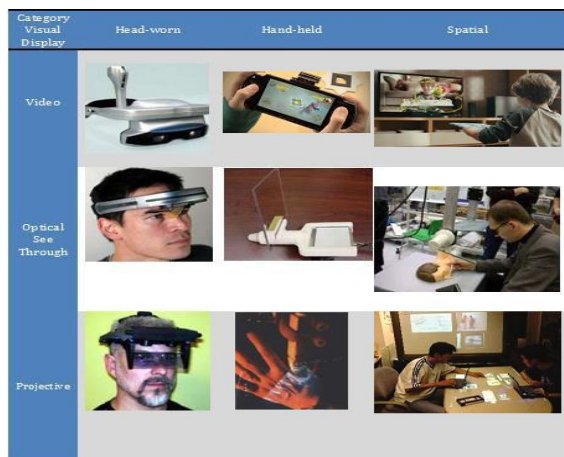 Category
Visual
Display
Head-worn
Hand-held
Spatial
Video
Optical
See
Through
Projective